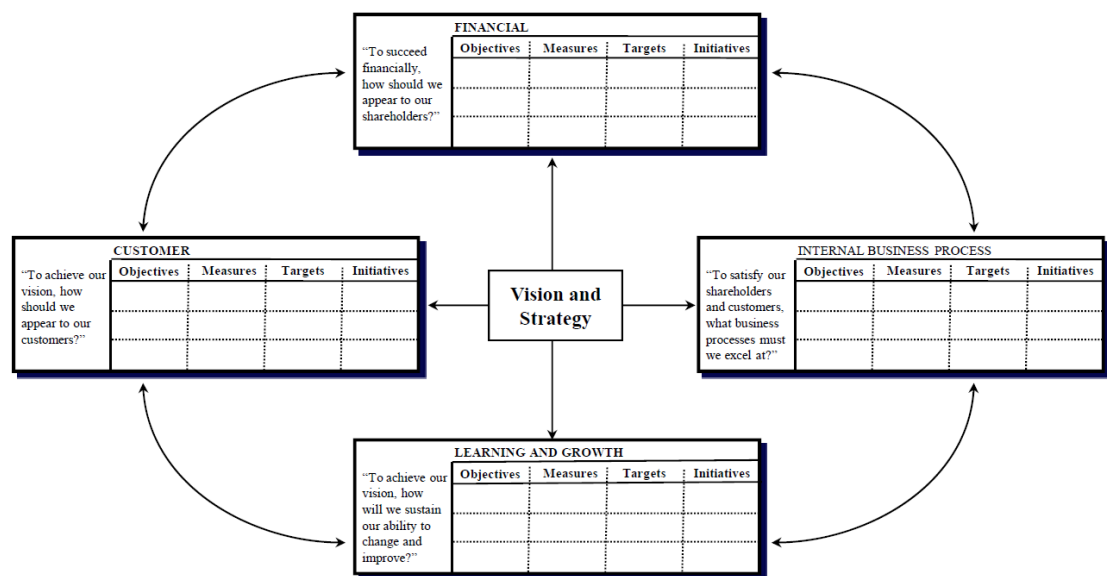 FINANCIAL
“To succeed
financially,
how should we
appear to our
shareholders?”
Objectives Measures Targets Initiatives
CUSTOMER
“To achieve our
vision, how
should we
appear to our
customers?”
Objectives Measures Targets Initiatives
Vision and
Strategy
INTERNAL BUSINESS PROCESS
“To satisfy our
shareholders
and customers,
what business
processes must
we excel at?”
Objectives Measures Targets Initiatives
LEARNING AND GROWTH
“To achieve our
vision, how
will we sustain
our ability to
change and
improve?”
Objectives Measures Targets Initiatives